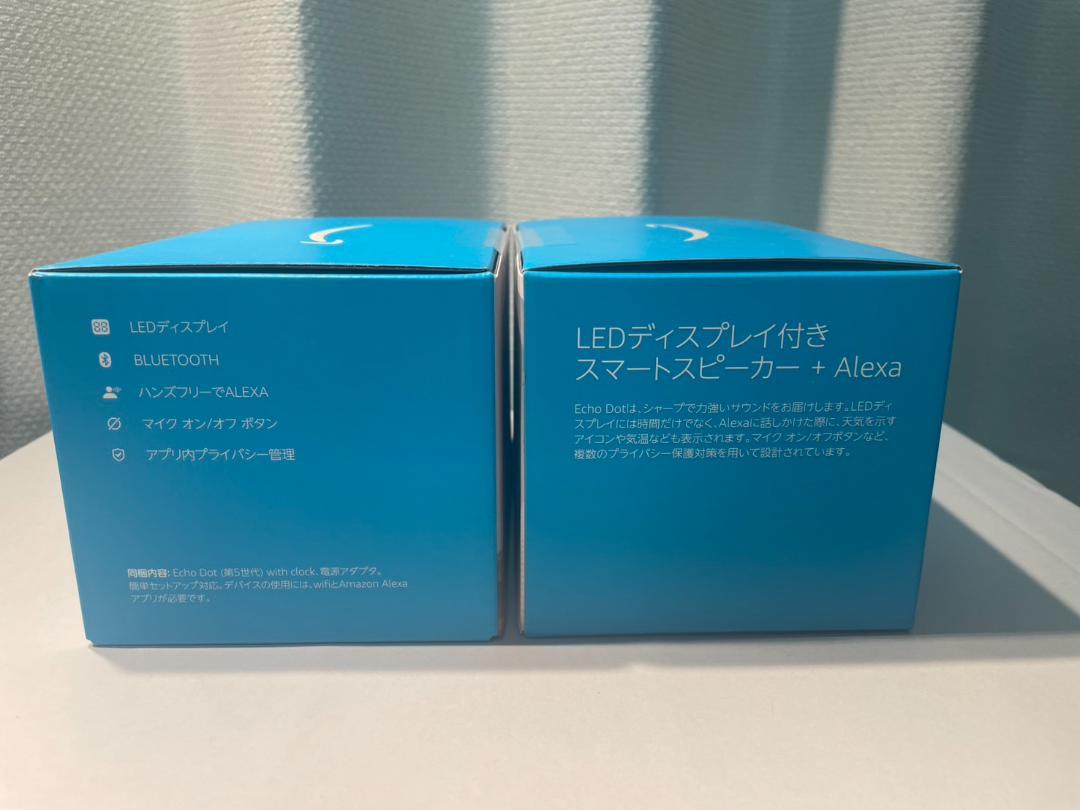 LEDディスプレイ
BLUETOOTH
ハンズフリーでALEXA
マイク オン/オフ ボタン
アプリ内プライバシー管理
同梱内容: Echo Dot (第5世代) with clock、電源アダプタ。
簡単セットアップ対応。デバイスの使用には、wifiとAmazon Alexa
アプリが必要です。
LEDディスプレイ付き
スマートスピーカー + Alexa
Echo Dotは、シャープで力強いサウンドをお届けします。LEDディ
スプレイには時間だけでなく、Alexaに話しかけた際に、天気を示す
アイコンや気温なども表示されます。マイク オン/オフボタンなど、
複数のプライバシー保護対策を用いて設計されています。